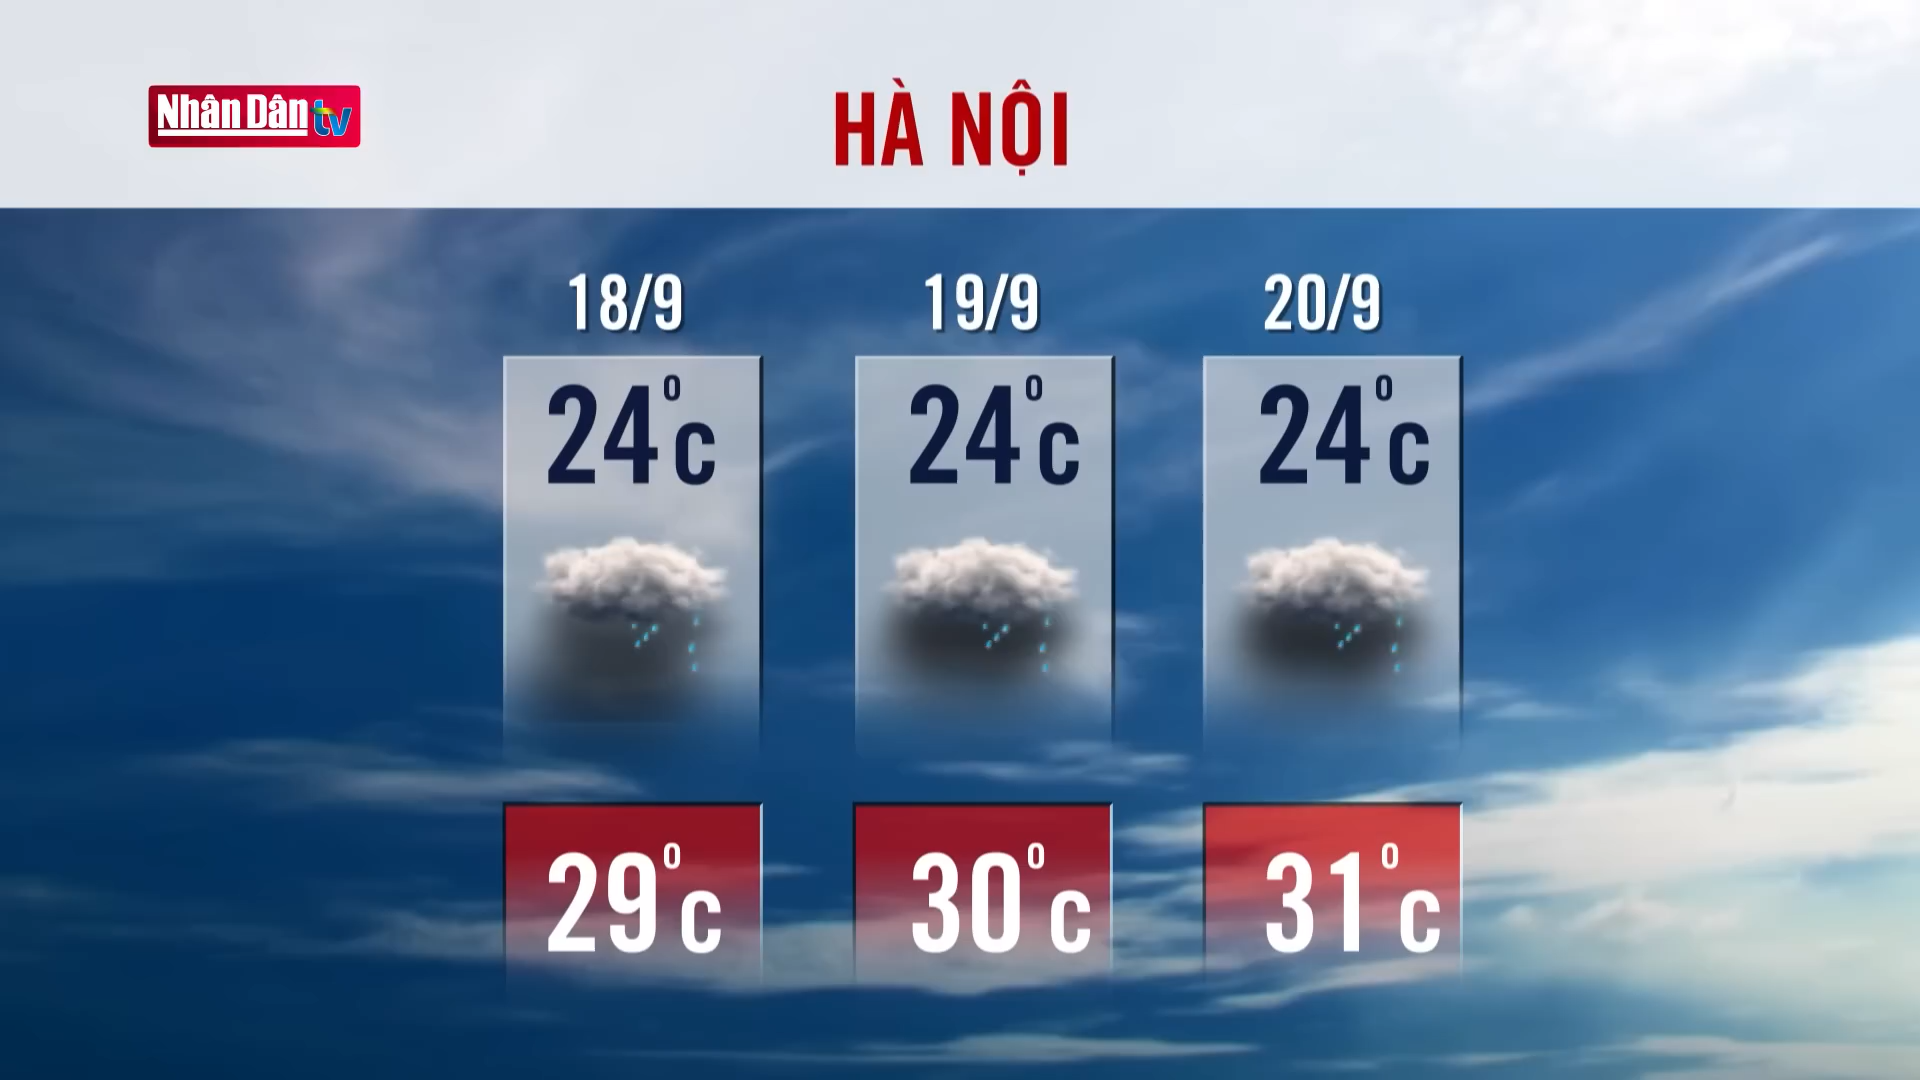 Nhân Dân tv
HÀ NỘI
18/9 19/9 20/9
24°C 24°C 24°C
29°C 30°C 31°C